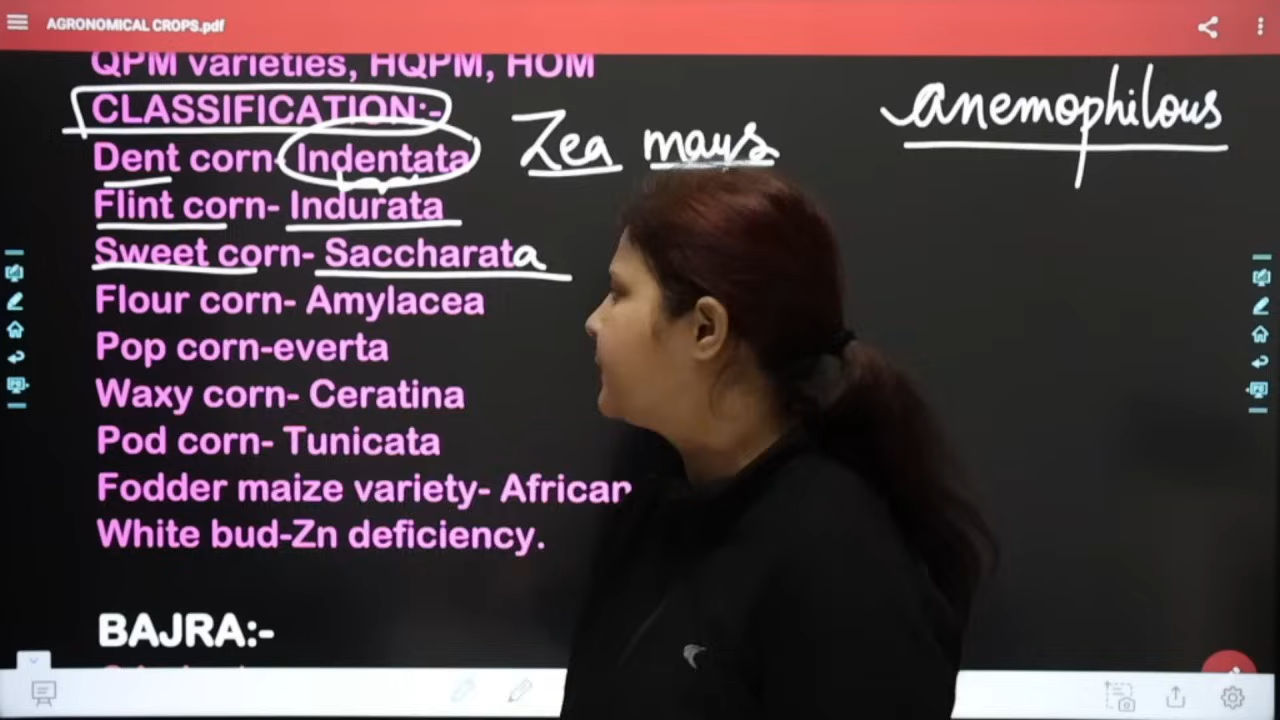 AGRONOMICAL CROPS.pdf
QPM varieties, HQPM, HOM
CLASSIFICATION:-
Dent corn- Indentata
Zea mays
anemophilous
Flint corn- Indurata
Sweet corn- Saccharata
Flour corn- Amylacea
Pop corn-everta
Waxy corn- Ceratina
Pod corn- Tunicata
Fodder maize variety- African
White bud-Zn deficiency.
BAJRA:-